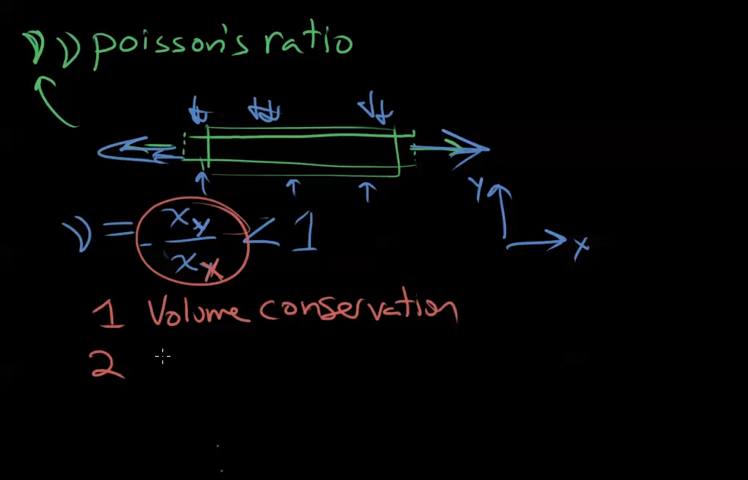 ν ν poisson's ratio
Y
X
ν = - x_y / x_x < 1
1 Volume conservation
2